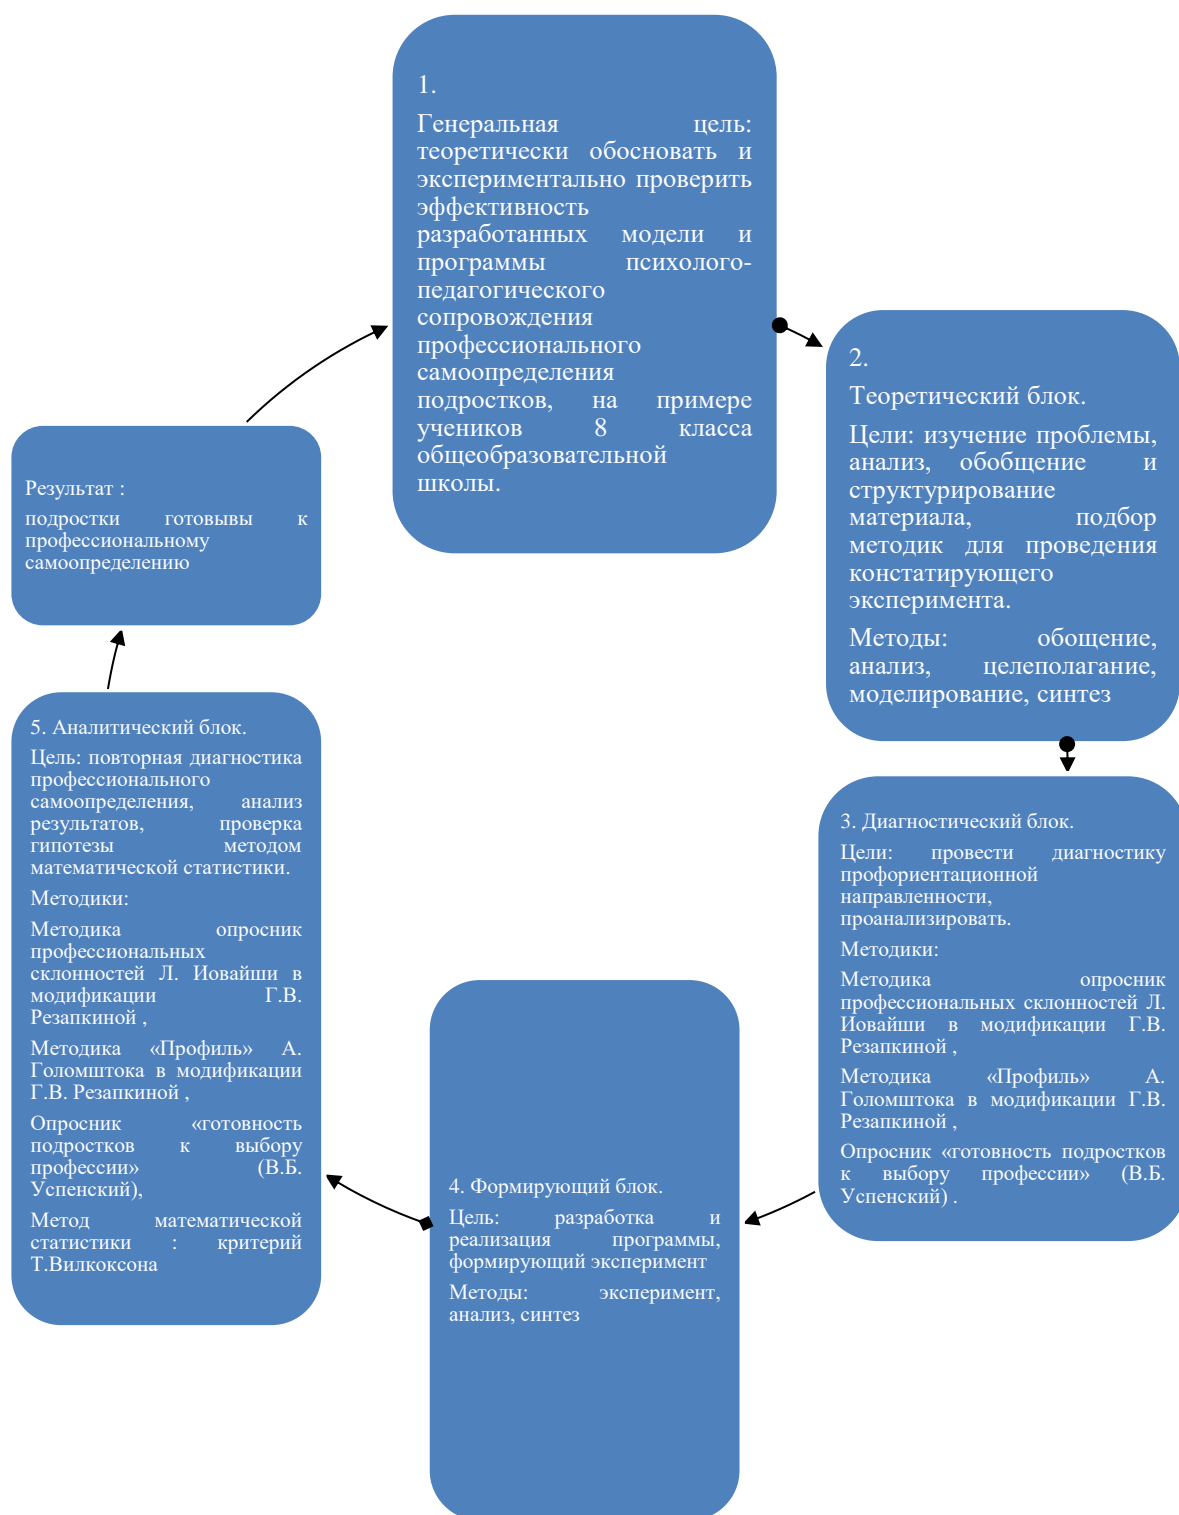 1.
Генеральная цель:
теоретически обосновать и
экспериментально проверить
эффективность
разработанных модели и
программы психолого-
педагогического
сопровождения
профессионального
самоопределения
подростков, на примере
учеников 8 класса
общеобразовательной
школы.
2.
Теоретический блок.
Цели: изучение проблемы,
анализ, обобщение и
структурирование
материала, подбор
методик для проведения
констатирующего
эксперимента.
Методы: обощение,
анализ, целеполагание,
моделирование, синтез
3. Диагностический блок.
Цели: провести диагностику
профориентационной
направленности,
проанализировать.
Методики:
Методика опросник
профессиональных склонностей Л.
Иовайши в модификации Г.В.
Резапкиной ,
Методика «Профиль» А.
Голомштока в модификации Г.В.
Резапкиной ,
Опросник «готовность подростков
к выбору профессии» (В.Б.
Успенский) .
4. Формирующий блок.
Цель: разработка и
реализация программы,
формирующий эксперимент
Методы: эксперимент,
анализ, синтез
5. Аналитический блок.
Цель: повторная диагностика
профессионального
самоопределения, анализ
результатов, проверка
гипотезы методом
математической статистики.
Методики:
Методика опросник
профессиональных
склонностей Л. Иовайши в
модификации Г.В.
Резапкиной ,
Методика «Профиль» А.
Голомштока в модификации
Г.В. Резапкиной ,
Опросник «готовность
подростков к выбору
профессии» (В.Б.
Успенский),
Метод математической
статистики : критерий
Т.Вилкоксона
Результат :
подростки готовывы к
профессиональному
самоопределению